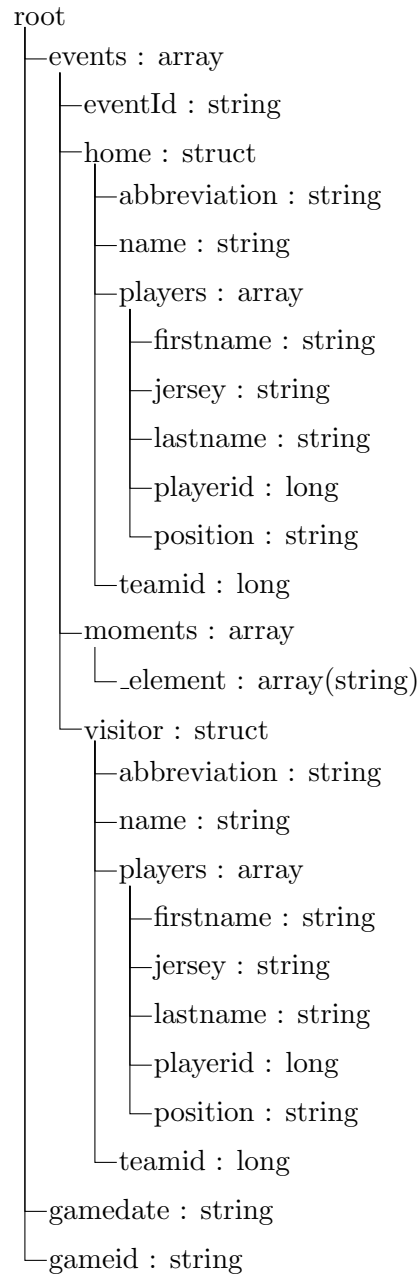 root
events : array
eventId : string
home : struct
abbreviation : string
name : string
players : array
firstname : string
jersey : string
lastname : string
playerid : long
position : string
teamid : long
moments : array
_element : array(string)
visitor : struct
abbreviation : string
name : string
players : array
firstname : string
jersey : string
lastname : string
playerid : long
position : string
teamid : long
gamedate : string
gameid : string